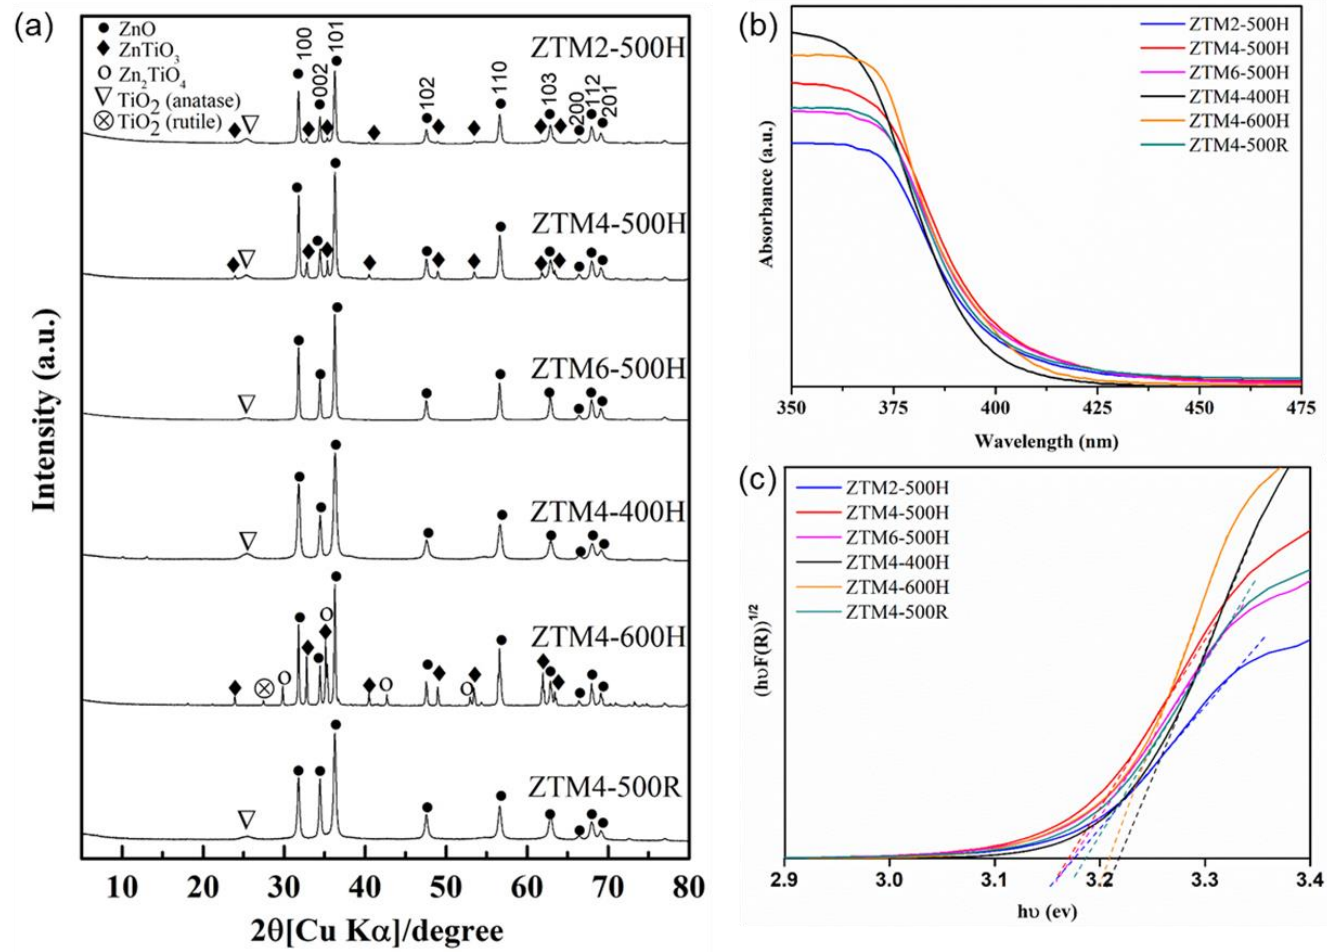 (a)
ZnO
ZnTiO3
Zn2TiO4
TiO2 (anatase)
TiO2 (rutile)
100
002
101
102
110
103
200
112
201
ZTM2-500H
ZTM4-500H
ZTM6-500H
ZTM4-400H
ZTM4-600H
ZTM4-500R
Intensity (a.u.)
10 20 30 40 50 60 70 80
2θ[Cu Kα]/degree
(b)
ZTM2-500H
ZTM4-500H
ZTM6-500H
ZTM4-400H
ZTM4-600H
ZTM4-500R
Absorbance (a.u.)
350 375 400 425 450 475
Wavelength (nm)
(c)
ZTM2-500H
ZTM4-500H
ZTM6-500H
ZTM4-400H
ZTM4-600H
ZTM4-500R
(hυF(R))^1/2
2.9 3.0 3.1 3.2 3.3 3.4
hυ (ev)